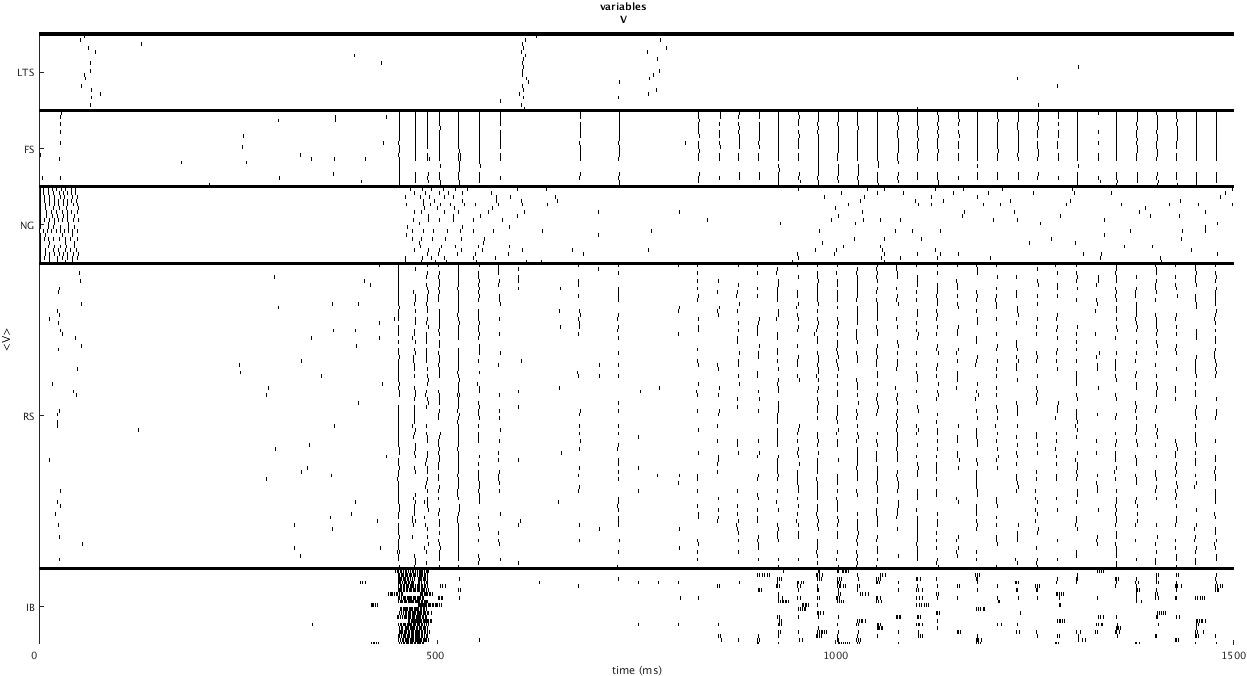 variables
V
LTS
FS
NG
<V>
RS
IB
0
500
1000
1500
time (ms)